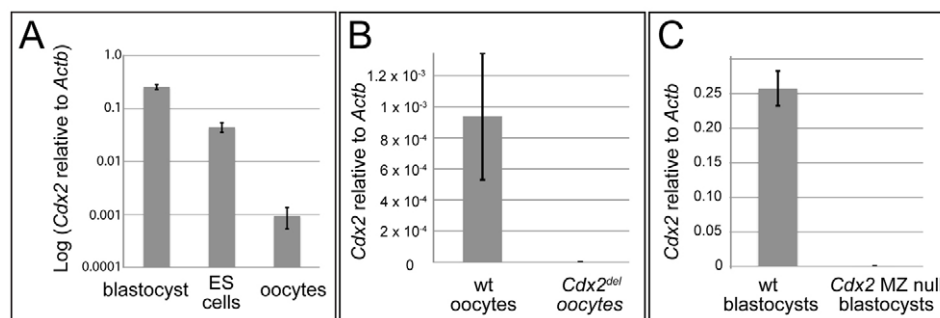 A
Log (Cdx2 relative to Actb)
1.0
0.1
0.01
0.001
0.0001
blastocyst
ES
cells
oocytes
B
Cdx2 relative to Actb
1.2 x 10-3
1 x 10-3
8 x 10-4
6 x 10-4
4 x 10-4
2 x 10-4
0
wt
oocytes
Cdx2del
oocytes
C
Cdx2 relative to Actb
0.25
0.20
0.15
0.10
0.05
0
wt
blastocysts
Cdx2 MZ null
blastocysts